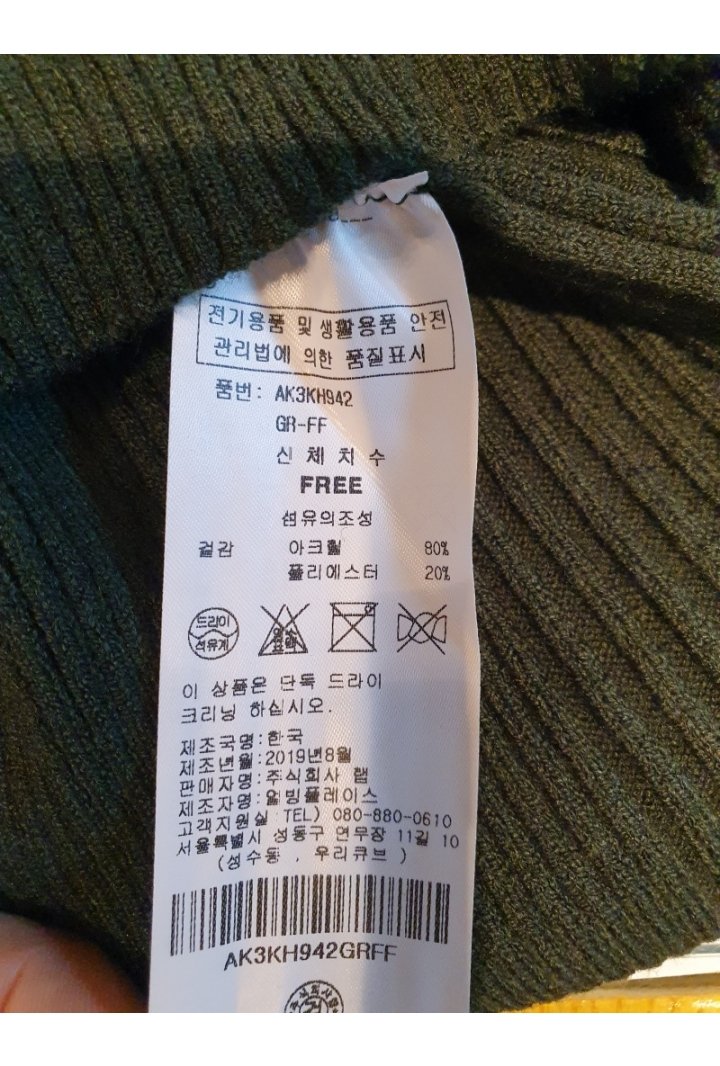 전기용품 및 생활용품 안전
관리법에 의한 품질표시
품번: AK3KH942
GR-FF
신 체 치 수
FREE
섬유의조성
겉감 아크릴 80%
폴리에스터 20%
드라이
석유계
염소
표백
이 상품은 단독 드라이
크리닝 하십시오.
제조국명:한국
제조년월:2019년8월
판매자명:주식회사 랩
제조자명:얼빙플레이스
고객지원실 TEL) 080-880-0610
서울특별시 성동구 연무장 11길 10
(성수동 , 우리큐브 )
AK3KH942GRFF